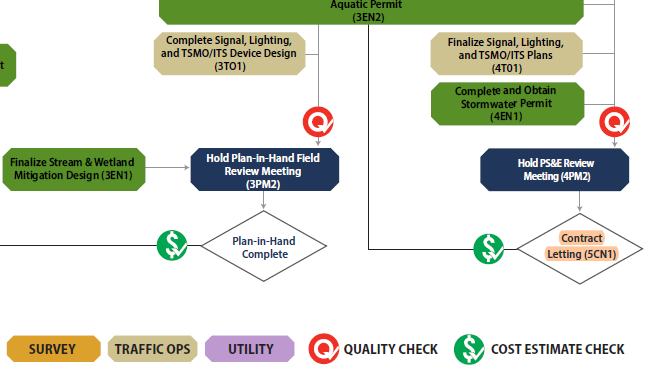 Aquatic Permit
(3EN2)
t
Complete Signal, Lighting,
and TSMO/ITS Device Design
(3TO1)
Finalize Signal, Lighting,
and TSMO/ITS Plans
(4T01)
Complete and Obtain
Stormwater Permit
(4EN1)
Finalize Stream & Wetland
Mitigation Design (3EN1)
Hold Plan-in-Hand Field
Review Meeting
(3PM2)
Hold PS&E Review
Meeting (4PM2)
Plan-in-Hand
Complete
Contract
Letting (5CN1)
SURVEY
TRAFFIC OPS
UTILITY
QUALITY CHECK
COST ESTIMATE CHECK